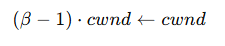 (β − 1) · cwnd ← cwnd